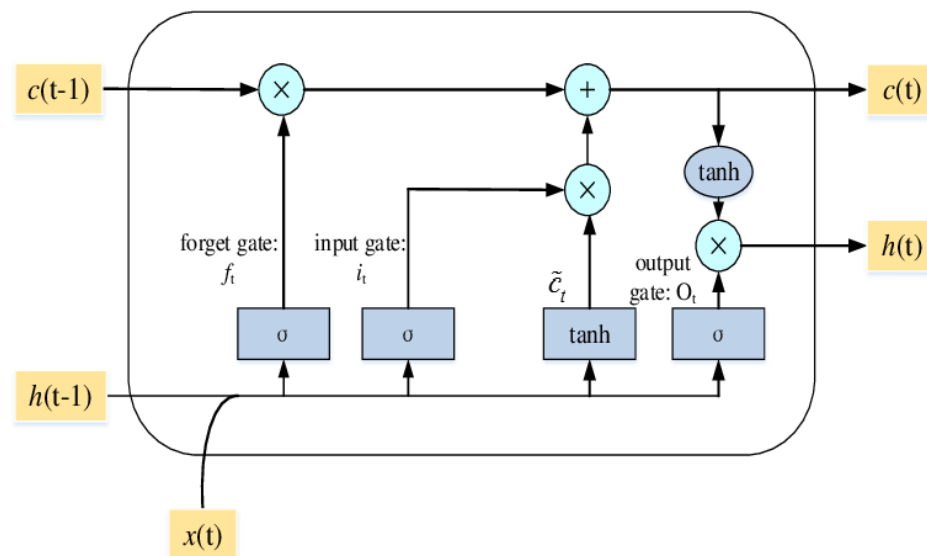 c(t-1)
×
+
c(t)
tanh
×
forget gate:
f_t
input gate:
i_t
c̃_t
output
gate: O_t
×
h(t)
σ
σ
tanh
σ
h(t-1)
x(t)